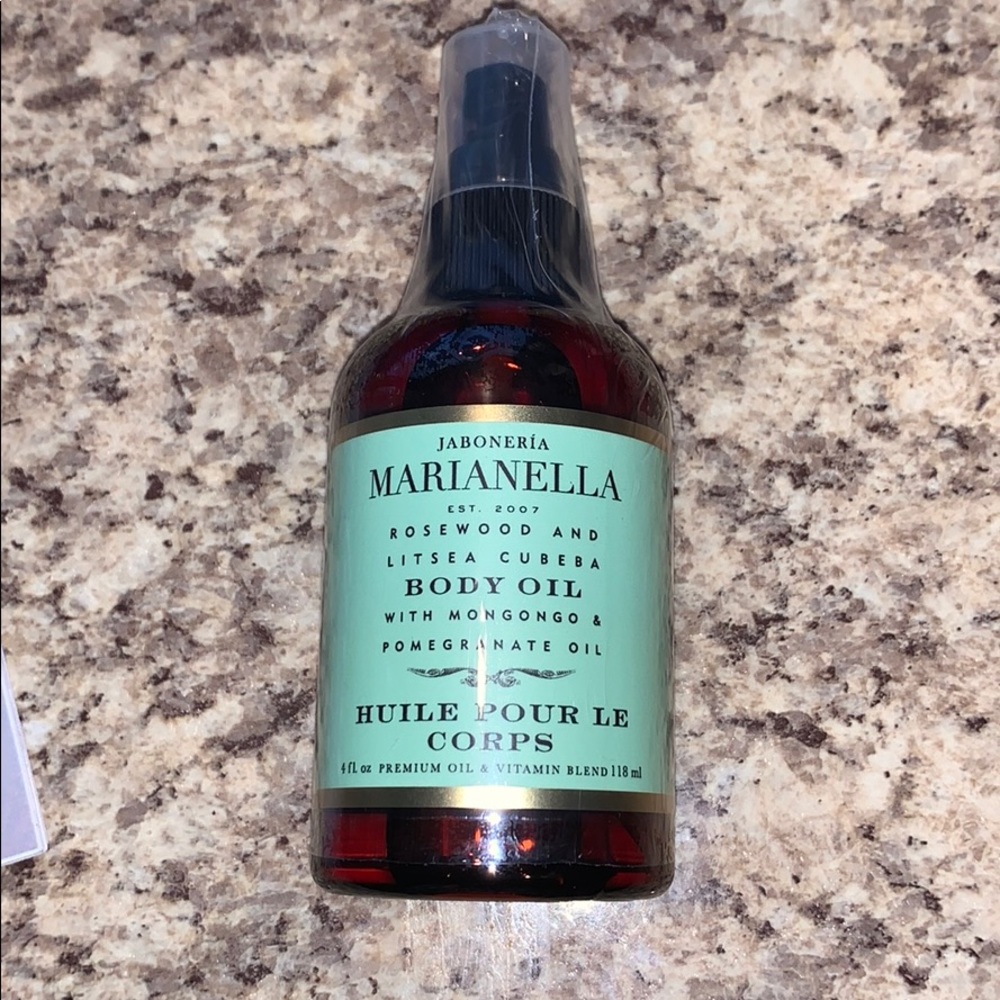 JABONERÍA
MARIANELLA
EST. 2007
ROSEWOOD AND
LITSEA CUBEBA
BODY OIL
WITH MONGONGO &
POMEGRANATE OIL
HUILE POUR LE
CORPS
4 fl. oz PREMIUM OIL & VITAMIN BLEND 118 ml